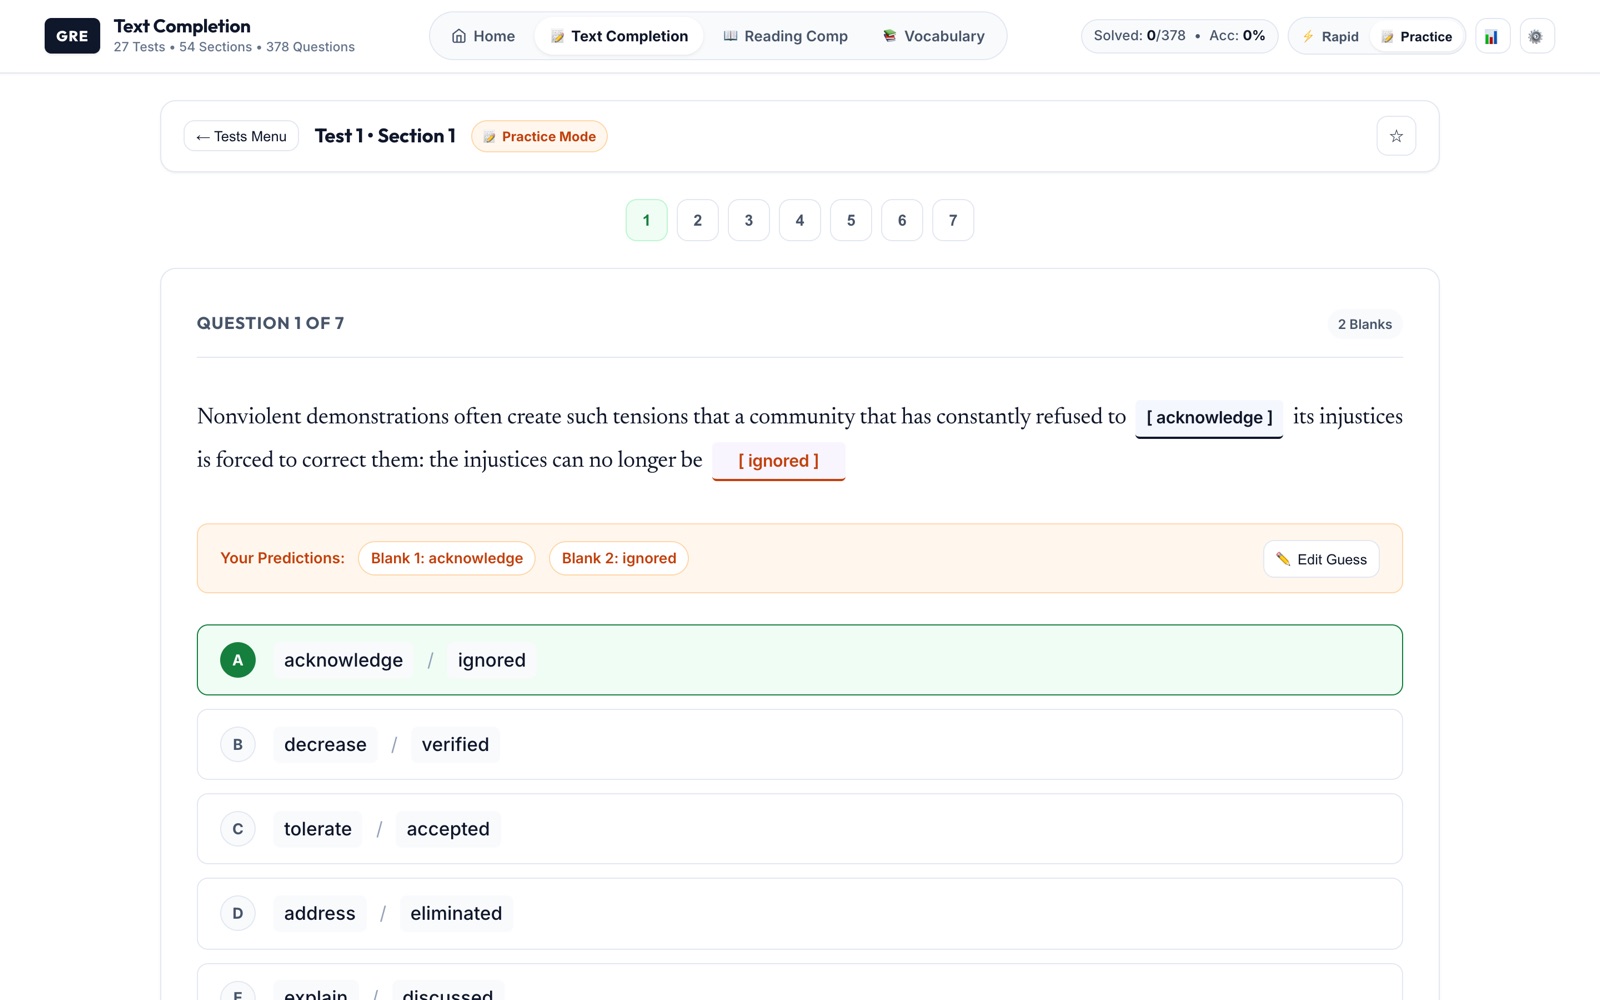 GRE
Text Completion
27 Tests • 54 Sections • 378 Questions
Home
Text Completion
Reading Comp
Vocabulary
Solved: 0/378 • Acc: 0%
Rapid
Practice
← Tests Menu
Test 1 • Section 1
Practice Mode
1 2 3 4 5 6 7
QUESTION 1 OF 7
2 Blanks
Nonviolent demonstrations often create such tensions that a community that has constantly refused to [ acknowledge ] its injustices
is forced to correct them: the injustices can no longer be [ ignored ]
Your Predictions: Blank 1: acknowledge Blank 2: ignored
Edit Guess
A acknowledge / ignored
B decrease / verified
C tolerate / accepted
D address / eliminated
E explain / discussed